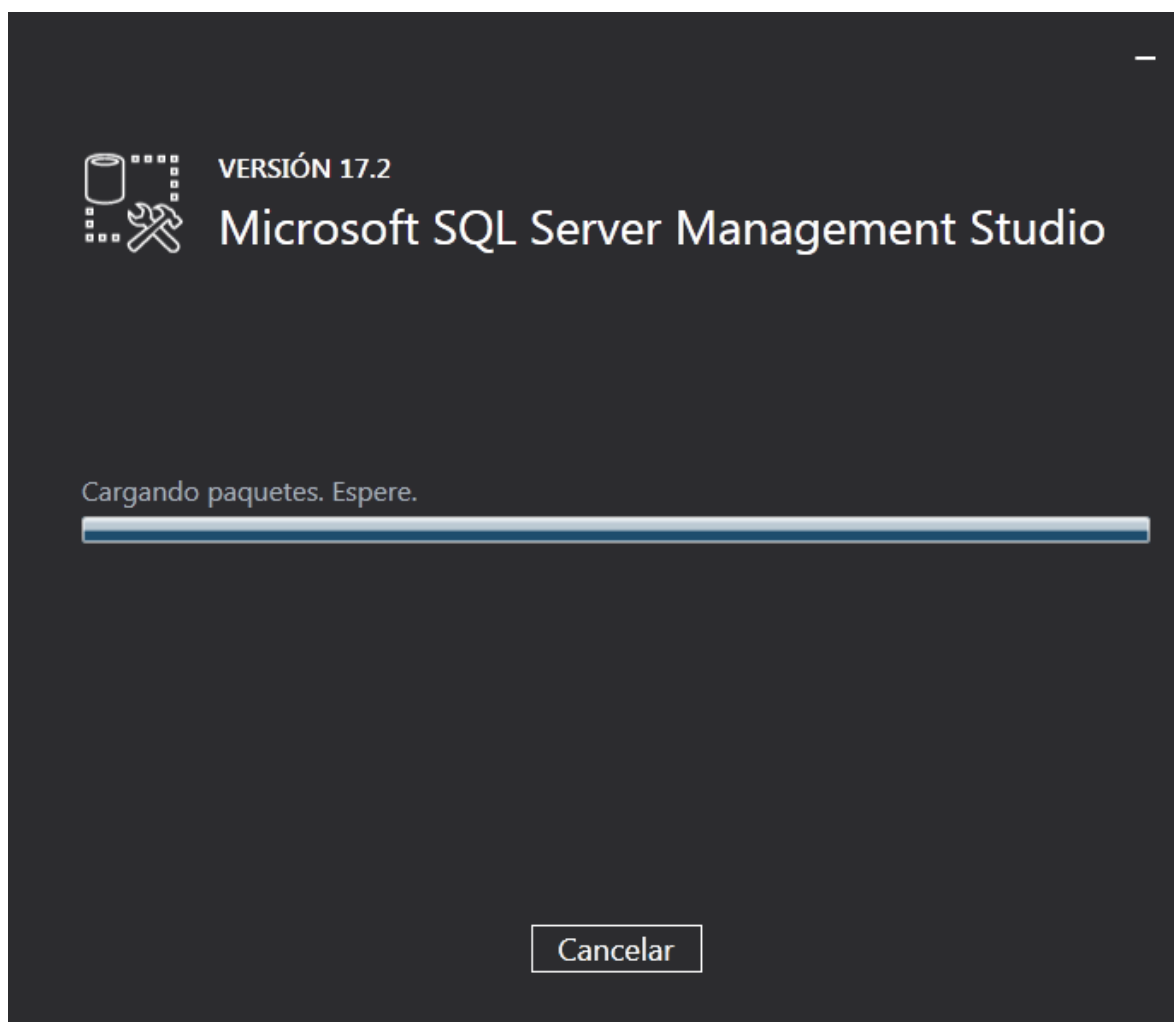 VERSIÓN 17.2
Microsoft SQL Server Management Studio
Cargando paquetes. Espere.
Cancelar